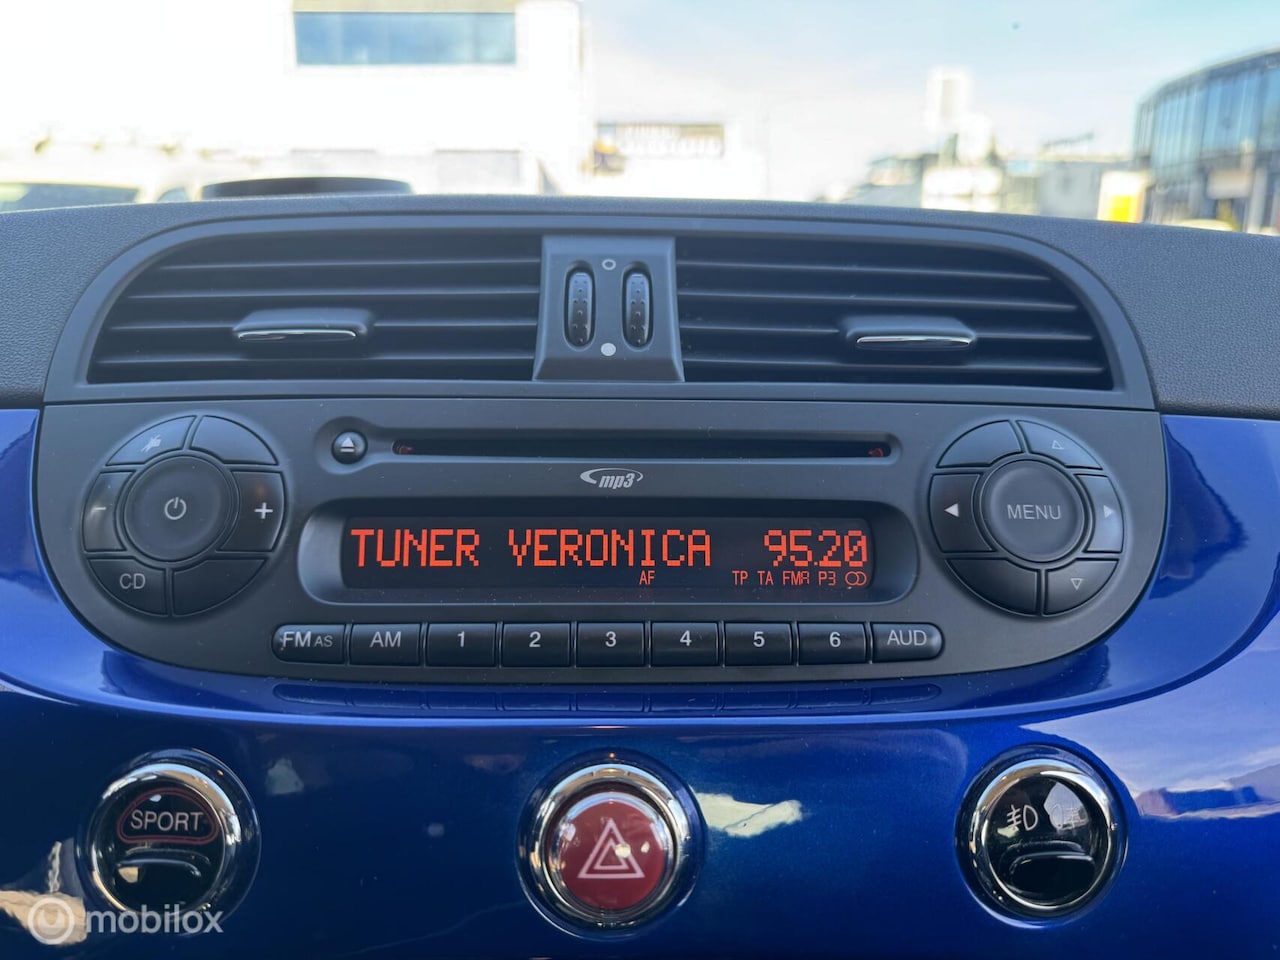 mp3
TUNER VERONICA 95.20
AF TP TA FMA P3
CD
MENU
FM AS AM 1 2 3 4 5 6 AUD
SPORT
mobilox